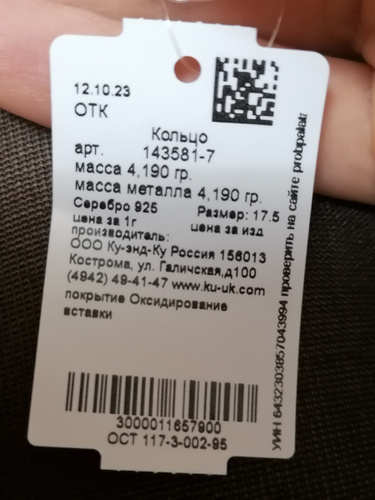 12.10.23
ОТК
Кольцо
арт. 143581-7
масса 4,190 гр.
масса металла 4,190 гр.
Серебро 925 Размер: 17.5
цена за 1г цена за изд
производитель:
ООО Ку-энд-Ку Россия 156013
Кострома, ул. Галичская,д100
(4942) 49-41-47 www.ku-uk.com
покрытие Оксидирование
вставки
3000011657900
ОСТ 117-3-002-95
УИН 6432303857043994 проверить на сайте probpalata